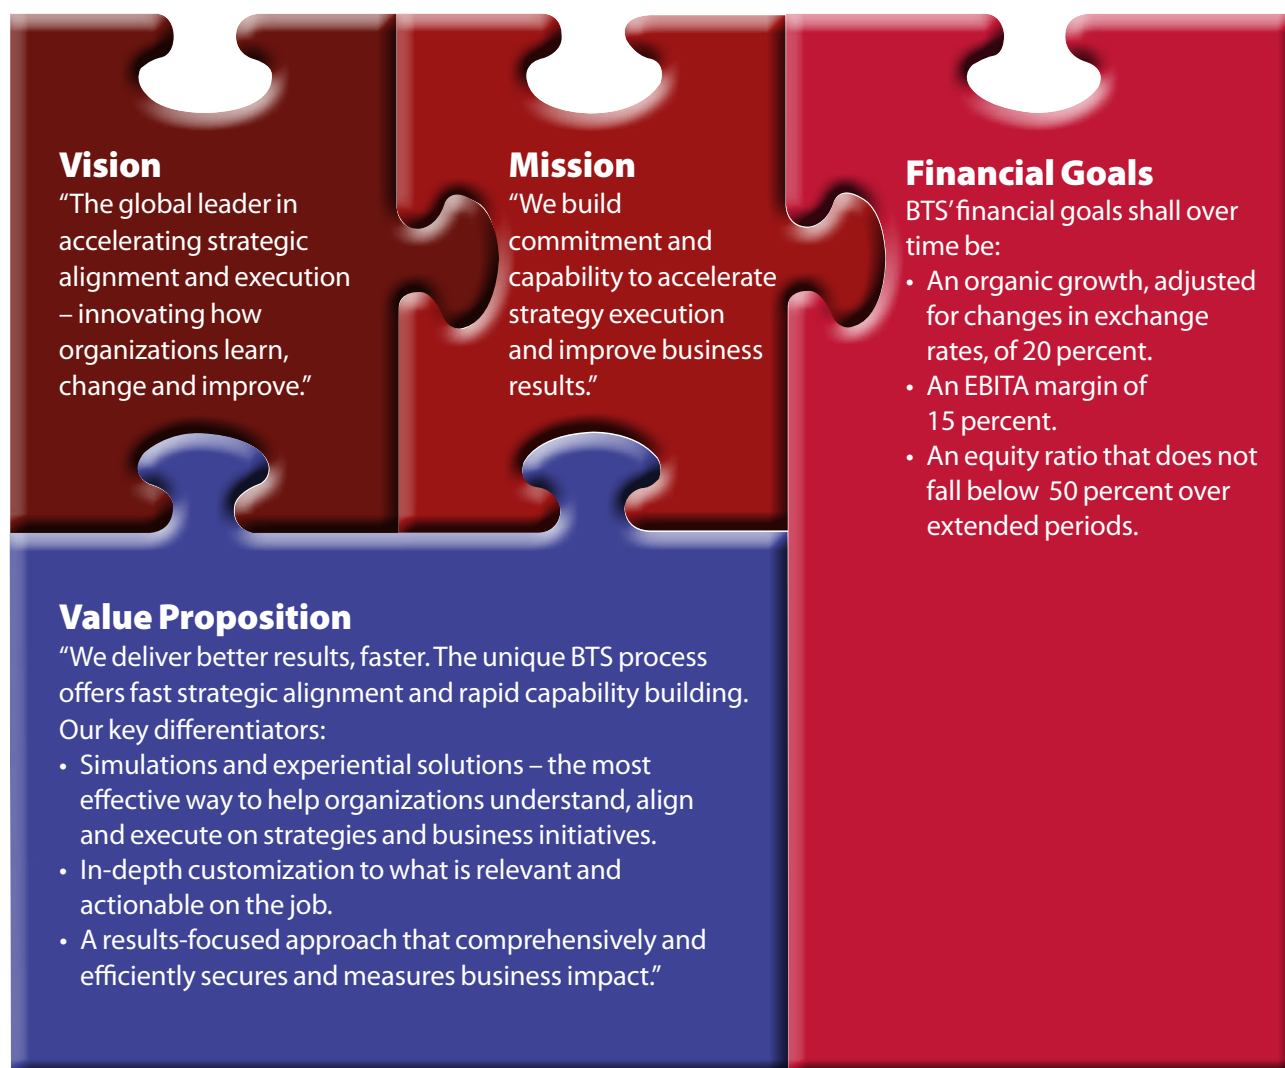 Vision
“The global leader in
accelerating strategic
alignment and execution
– innovating how
organizations learn,
change and improve.”
Mission
“We build
commitment and
capability to accelerate
strategy execution
and improve business
results.”
Financial Goals
BTS’ financial goals shall over
time be:
• An organic growth, adjusted
for changes in exchange
rates, of 20 percent.
• An EBITA margin of
15 percent.
• An equity ratio that does not
fall below 50 percent over
extended periods.
Value Proposition
“We deliver better results, faster. The unique BTS process
offers fast strategic alignment and rapid capability building.
Our key differentiators:
• Simulations and experiential solutions – the most
effective way to help organizations understand, align
and execute on strategies and business initiatives.
• In-depth customization to what is relevant and
actionable on the job.
• A results-focused approach that comprehensively and
efficiently secures and measures business impact.”